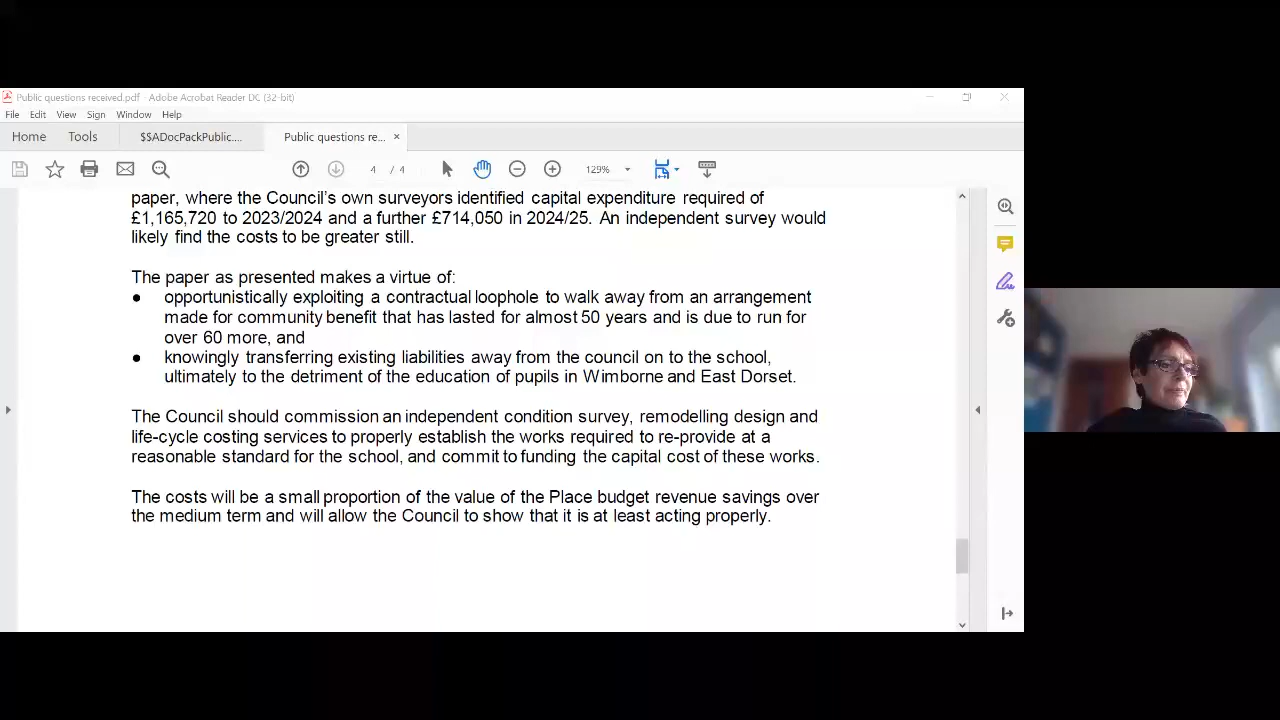 Public questions received.pdf - Adobe Acrobat Reader DC (32-bit)
File Edit View Sign Window Help
Home Tools $$ADocPackPublic.... Public questions re... ×
4 / 4 129%
paper, where the Council's own surveyors identified capital expenditure required of
£1,165,720 to 2023/2024 and a further £714,050 in 2024/25. An independent survey would
likely find the costs to be greater still.
The paper as presented makes a virtue of:
● opportunistically exploiting a contractual loophole to walk away from an arrangement
made for community benefit that has lasted for almost 50 years and is due to run for
over 60 more, and
● knowingly transferring existing liabilities away from the council on to the school,
ultimately to the detriment of the education of pupils in Wimborne and East Dorset.
The Council should commission an independent condition survey, remodelling design and
life-cycle costing services to properly establish the works required to re-provide at a
reasonable standard for the school, and commit to funding the capital cost of these works.
The costs will be a small proportion of the value of the Place budget revenue savings over
the medium term and will allow the Council to show that it is at least acting properly.